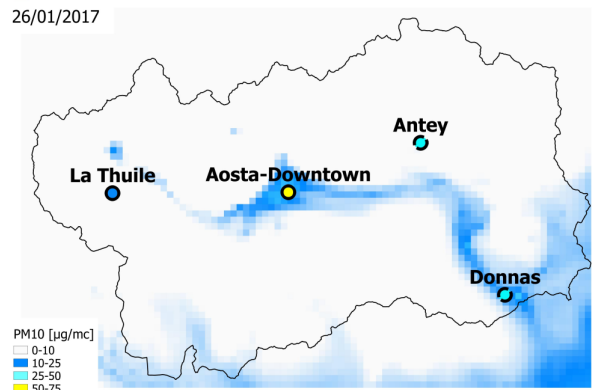 26/01/2017
Antey
La Thuile
Aosta-Downtown
Donnas
PM10 [µg/mc]
0-10
10-25
25-50
50-75